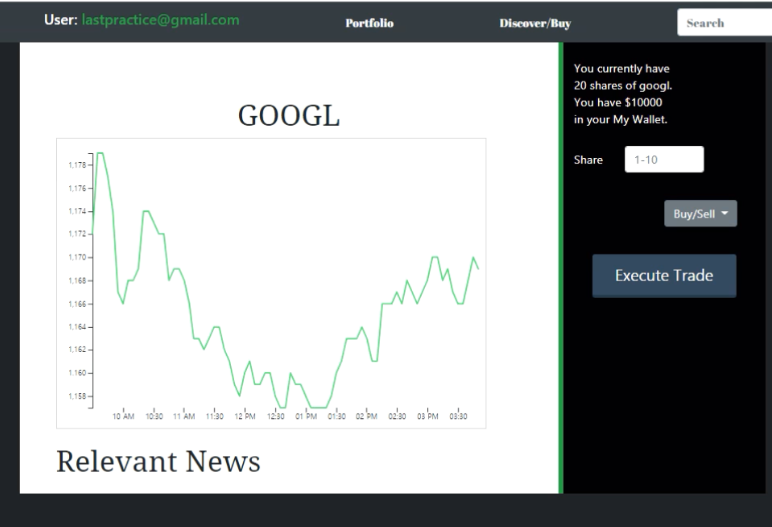 User: lastpractice@gmail.com
Portfolio
Discover/Buy
Search
GOOGL
1,178
1,176
1,174
1,172
1,170
1,168
1,166
1,164
1,162
1,160
1,158
10 AM 10:30 11 AM 11:30 12 PM 12:30 01 PM 01:30 02 PM 02:30 03 PM 03:30
Relevant News
You currently have
20 shares of googl.
You have $10000
in your My Wallet.
Share 1-10
Buy/Sell
Execute Trade